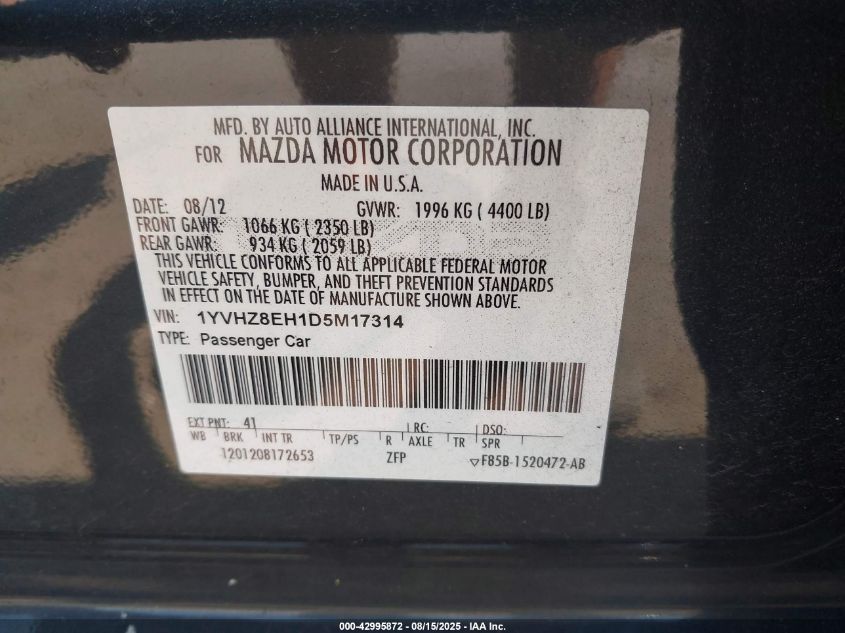 MFD. BY AUTO ALLIANCE INTERNATIONAL, INC.
FOR MAZDA MOTOR CORPORATION
MADE IN U.S.A.
DATE: 08/12 GVWR: 1996 KG ( 4400 LB)
FRONT GAWR: 1066 KG ( 2350 LB)
REAR GAWR: 934 KG ( 2059 LB)
THIS VEHICLE CONFORMS TO ALL APPLICABLE FEDERAL MOTOR
VEHICLE SAFETY, BUMPER, AND THEFT PREVENTION STANDARDS
IN EFFECT ON THE DATE OF MANUFACTURE SHOWN ABOVE.
VIN: 1YVHZ8EH1D5M17314
TYPE: Passenger Car
EXT PNT: 41 RC: DSO:
WB BRK INT TR TP/PS R AXLE TR SPR
1201208172653 ZFP ▽F85B-1520472-AB
000-42995872 - 08/15/2025 - IAA Inc.